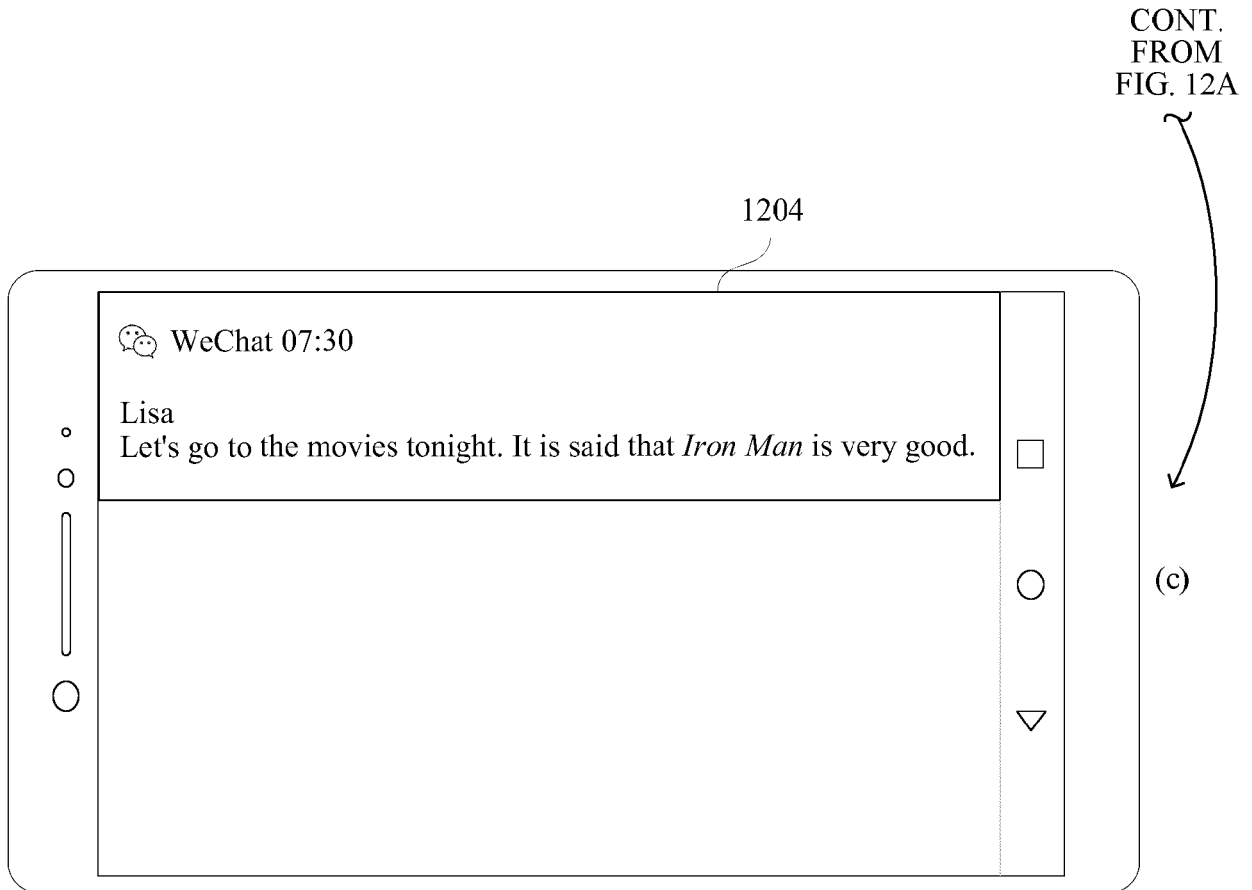 CONT.
FROM
FIG. 12A
1204
WeChat 07:30
Lisa
Let's go to the movies tonight. It is said that Iron Man is very good.
(c)